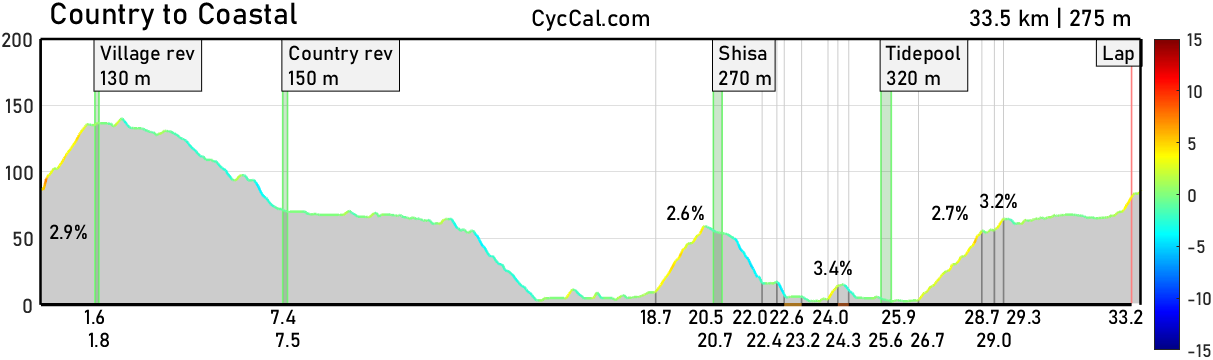 Country to Coastal
CycCal.com
33.5 km | 275 m
200
150
100
50
0
Village rev
130 m
Country rev
150 m
Shisa
270 m
Tidepool
320 m
Lap
2.9%
2.6%
3.4%
2.7%
3.2%
1.6 7.4 18.7 20.5 22.0 22.6 24.0 25.9 28.7 29.3 33.2
1.8 7.5 20.7 22.4 23.2 24.3 25.6 26.7 29.0
15
10
5
0
−5
−10
−15